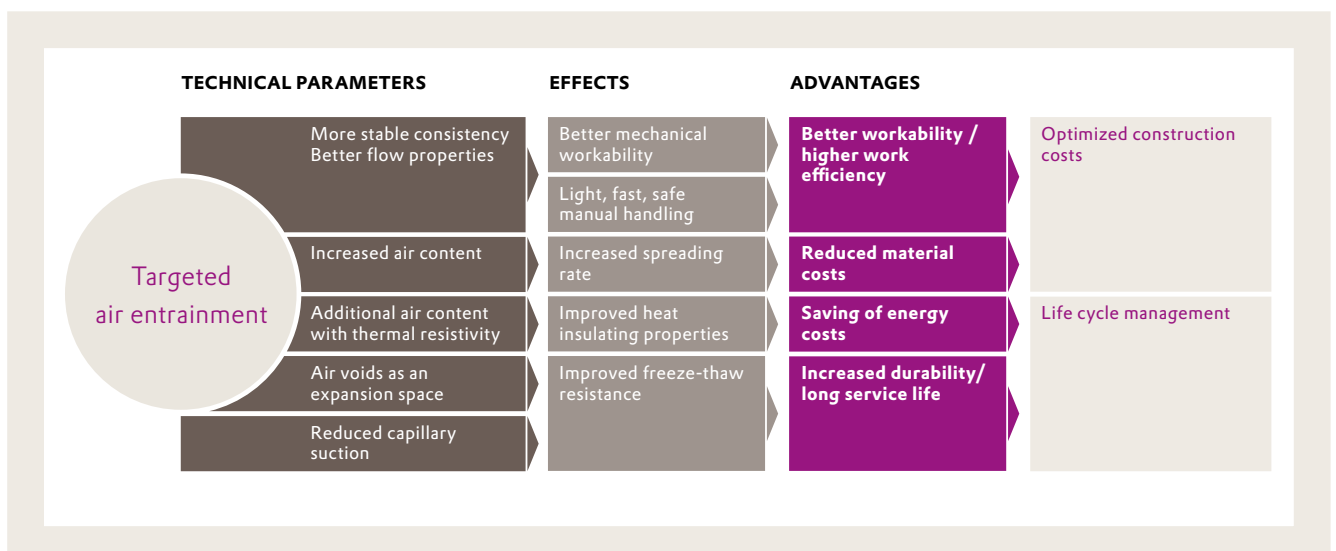 TECHNICAL PARAMETERS
EFFECTS
ADVANTAGES
Targeted
air entrainment
More stable consistency
Better flow properties
Increased air content
Additional air content
with thermal resistivity
Air voids as an
expansion space
Reduced capillary
suction
Better mechanical
workability
Light, fast, safe
manual handling
Increased spreading
rate
Improved heat
insulating properties
Improved freeze-thaw
resistance
Better workability /
higher work
efficiency
Reduced material
costs
Saving of energy
costs
Increased durability/
long service life
Optimized construction
costs
Life cycle management